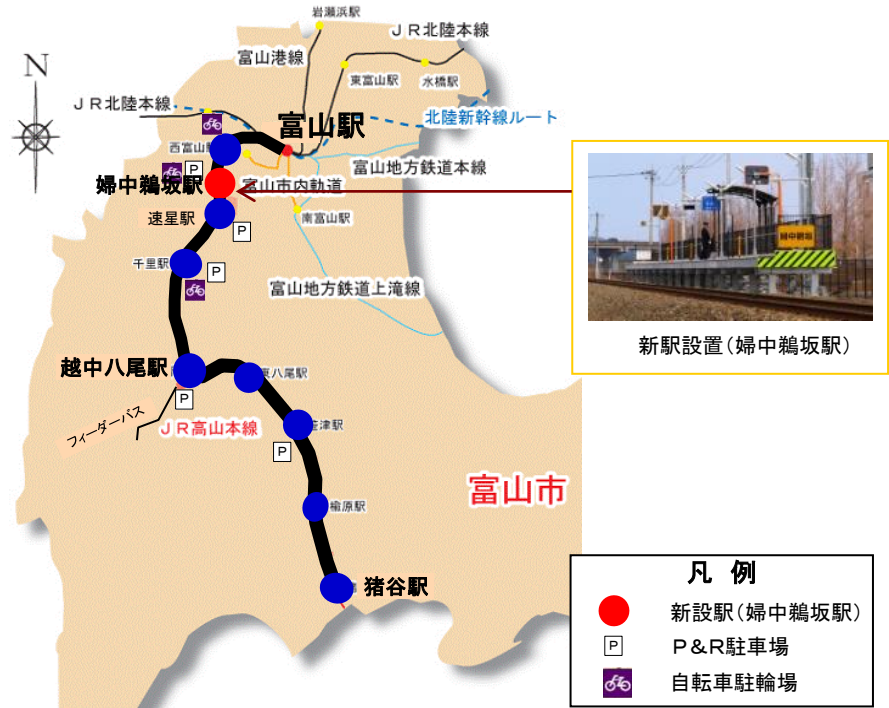 岩瀬浜駅
ＪＲ北陸本線
N
富山港線
東富山駅
水橋駅
ＪＲ北陸本線
北陸新幹線ルート
富山駅
西富山駅
富山地方鉄道本線
P
婦中鵜坂駅
富山市内軌道
速星駅
南富山駅
P
千里駅
P
富山地方鉄道上滝線
婦中鵜坂
新駅設置（婦中鵜坂駅）
越中八尾駅
東八尾駅
P
フィーダーバス
ＪＲ高山本線
笹津駅
P
富山市
楡原駅
猪谷駅
凡 例
新設駅（婦中鵜坂駅）
P
Ｐ＆Ｒ駐車場
自転車駐輪場